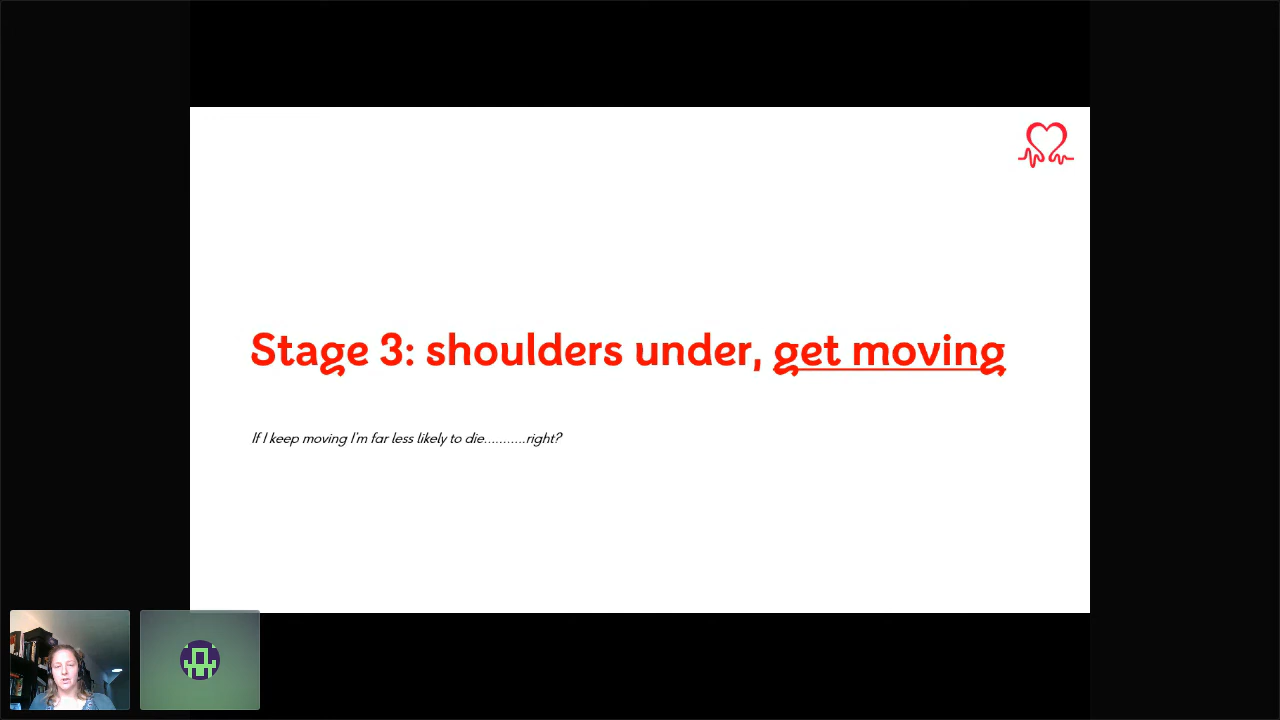 Stage 3: shoulders under, get moving
If I keep moving I'm far less likely to die...........right?